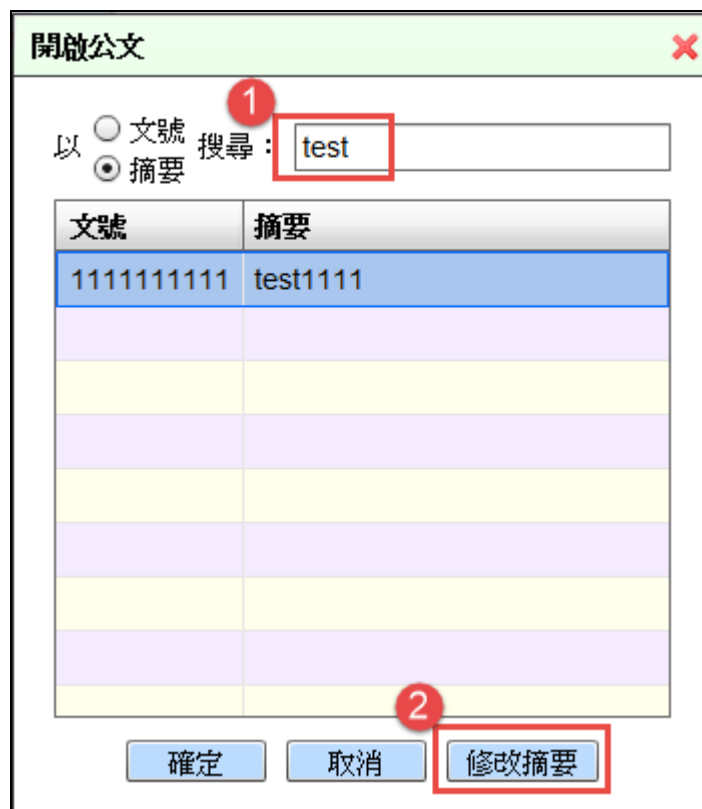 開啟公文
1
以 文號 搜尋： test
摘要
文號 摘要
1111111111 test1111
2
確定 取消 修改摘要